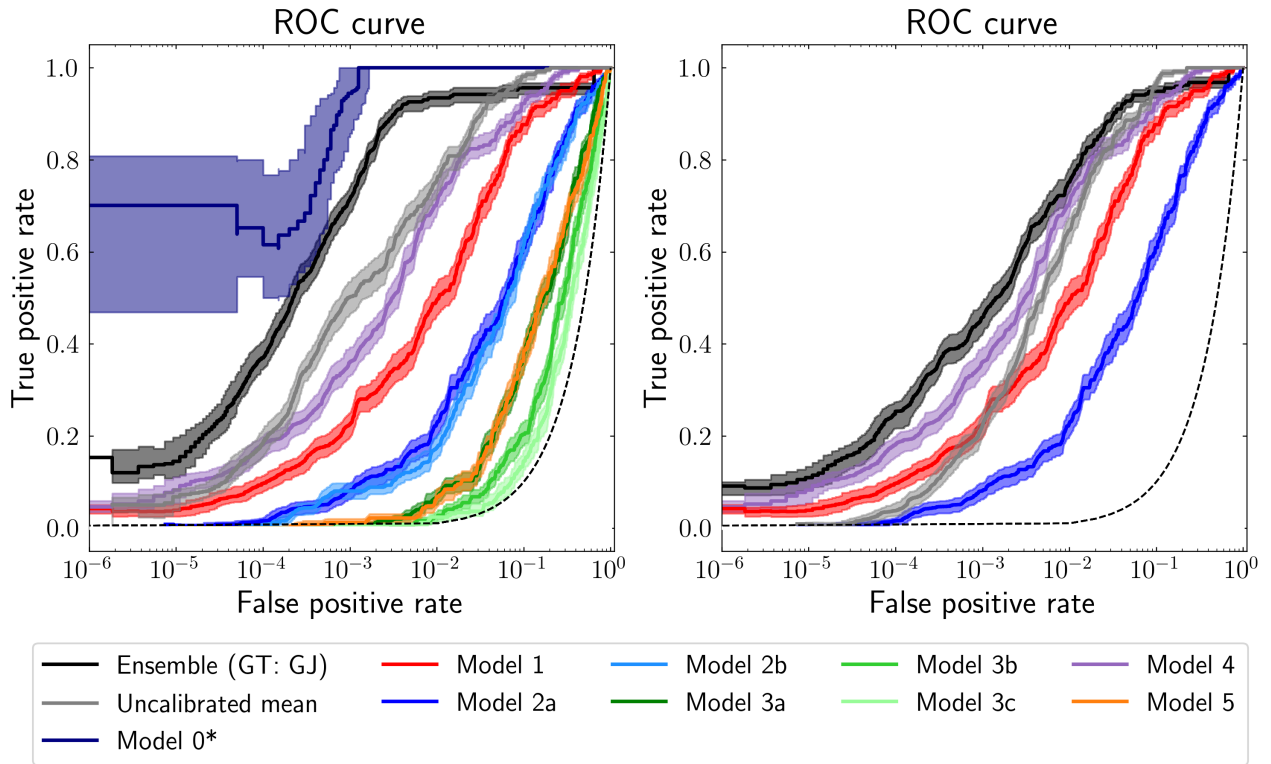 ROC curve
True positive rate
1.0
0.8
0.6
0.4
0.2
0.0
10⁻⁶ 10⁻⁵ 10⁻⁴ 10⁻³ 10⁻² 10⁻¹ 10⁰
False positive rate
ROC curve
True positive rate
1.0
0.8
0.6
0.4
0.2
0.0
10⁻⁶ 10⁻⁵ 10⁻⁴ 10⁻³ 10⁻² 10⁻¹ 10⁰
False positive rate
Ensemble (GT: GJ) Model 1 Model 2b Model 3b Model 4
Uncalibrated mean Model 2a Model 3a Model 3c Model 5
Model 0*